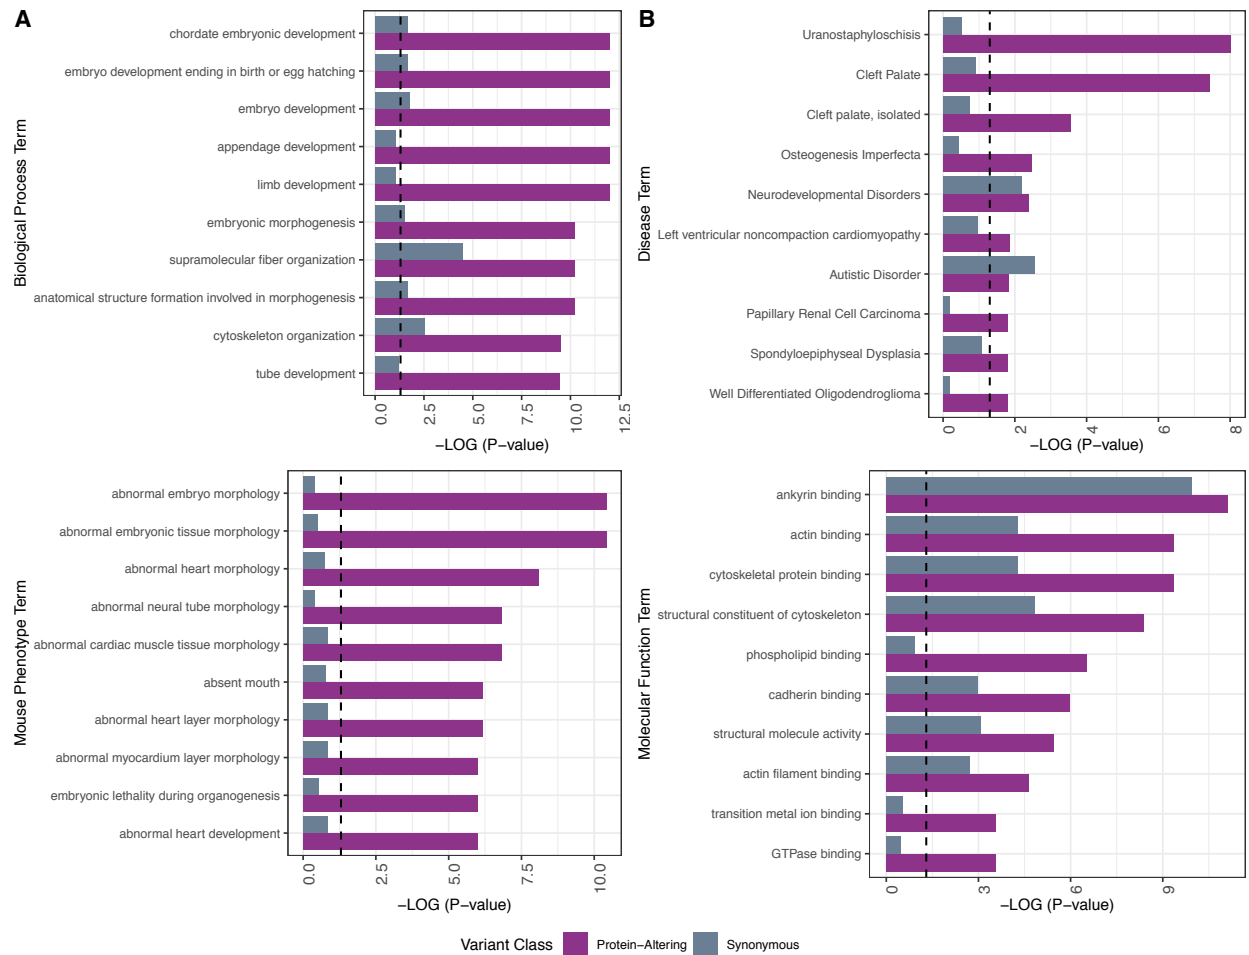 A
Biological Process Term
chordate embryonic development
embryo development ending in birth or egg hatching
embryo development
appendage development
limb development
embryonic morphogenesis
supramolecular fiber organization
anatomical structure formation involved in morphogenesis
cytoskeleton organization
tube development
0.0
2.5
5.0
7.5
10.0
12.5
−LOG (P−value)
B
Disease Term
Uranostaphyloschisis
Cleft Palate
Cleft palate, isolated
Osteogenesis Imperfecta
Neurodevelopmental Disorders
Left ventricular noncompaction cardiomyopathy
Autistic Disorder
Papillary Renal Cell Carcinoma
Spondyloepiphyseal Dysplasia
Well Differentiated Oligodendroglioma
0
2
4
6
8
−LOG (P−value)
Mouse Phenotype Term
abnormal embryo morphology
abnormal embryonic tissue morphology
abnormal heart morphology
abnormal neural tube morphology
abnormal cardiac muscle tissue morphology
absent mouth
abnormal heart layer morphology
abnormal myocardium layer morphology
embryonic lethality during organogenesis
abnormal heart development
0.0
2.5
5.0
7.5
10.0
−LOG (P−value)
Molecular Function Term
ankyrin binding
actin binding
cytoskeletal protein binding
structural constituent of cytoskeleton
phospholipid binding
cadherin binding
structural molecule activity
actin filament binding
transition metal ion binding
GTPase binding
0
3
6
9
−LOG (P−value)
Variant Class
Protein−Altering
Synonymous